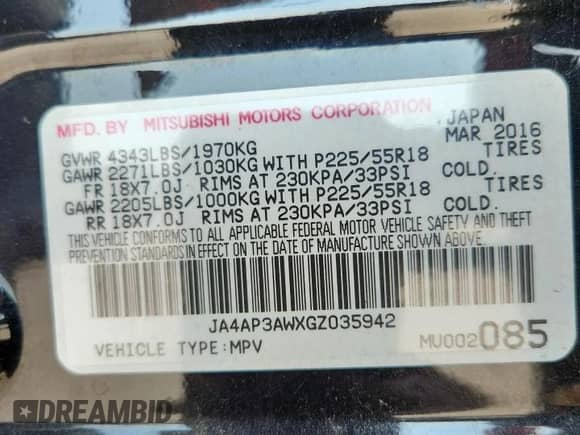 MFD. BY MITSUBISHI MOTORS CORPORATION JAPAN
GVWR 4343LBS/1970KG MAR 2016
GAWR 2271LBS/1030KG WITH P225/55R18 TIRES
FR 18X7.0J RIMS AT 230KPA/33PSI COLD.
GAWR 2205LBS/1000KG WITH P225/55R18 TIRES
RR 18X7.0J RIMS AT 230KPA/33PSI COLD.
THIS VEHICLE CONFORMS TO ALL APPLICABLE FEDERAL MOTOR VEHICLE SAFETY AND THEFT
PREVENTION STANDARDS IN EFFECT ON THE DATE OF MANUFACTURE SHOWN ABOVE.
JA4AP3AWXGZ035942
VEHICLE TYPE:MPV MU002085
DREAMBID